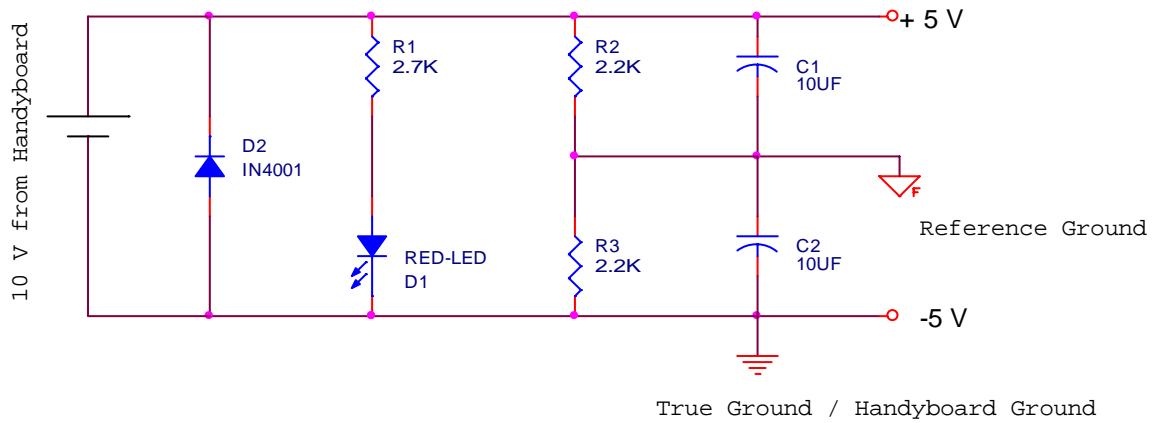 10 V from Handyboard
D2
IN4001
R1
2.7K
RED-LED
D1
R2
2.2K
R3
2.2K
C1
10UF
C2
10UF
+ 5 V
F
Reference Ground
-5 V
True Ground / Handyboard Ground